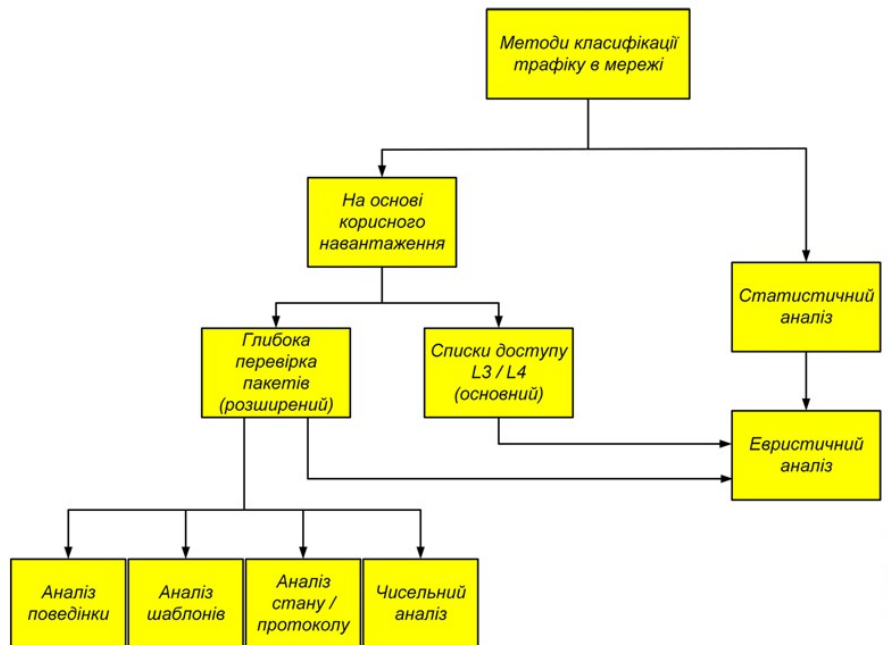 Методи класифікації
трафіку в мережі
На основі
корисного
навантаження
Статистичний
аналіз
Глибока
перевірка
пакетів
(розширений)
Списки доступу
L3 / L4
(основний)
Евристичний
аналіз
Аналіз
поведінки
Аналіз
шаблонів
Аналіз
стану /
протоколу
Чисельний
аналіз